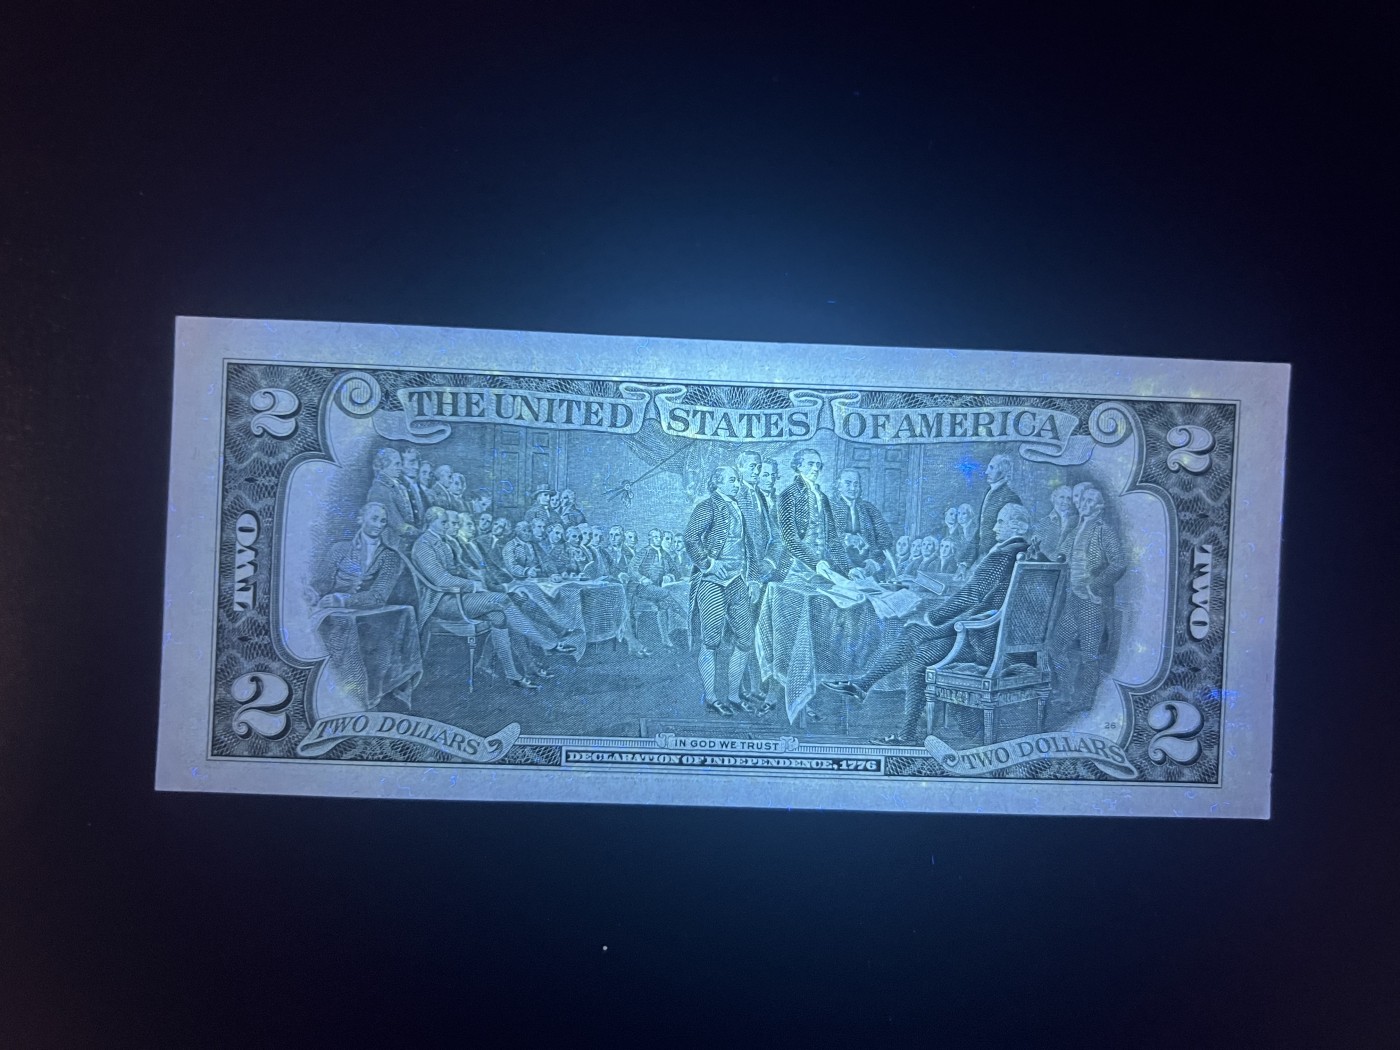 THE UNITED STATES OF AMERICA
2
2
TWO
TWO
2
2
TWO DOLLARS
IN GOD WE TRUST
TWO DOLLARS
26
DECLARATION OF INDEPENDENCE, 1776